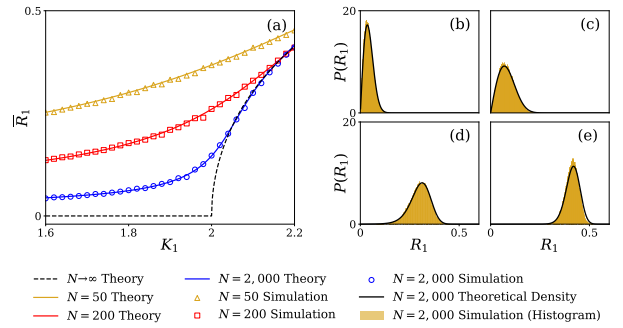 0.5
(a)
R̅₁
0
1.6
1.8
2
2.2
K₁
20
P(R₁)
0
(b)
(c)
20
P(R₁)
0
(d)
(e)
0
0.5
R₁
0
0.5
R₁
N→∞ Theory
N = 50 Theory
N = 200 Theory
N = 2,000 Theory
N = 50 Simulation
N = 200 Simulation
N = 2,000 Simulation
N = 2,000 Theoretical Density
N = 2,000 Simulation (Histogram)